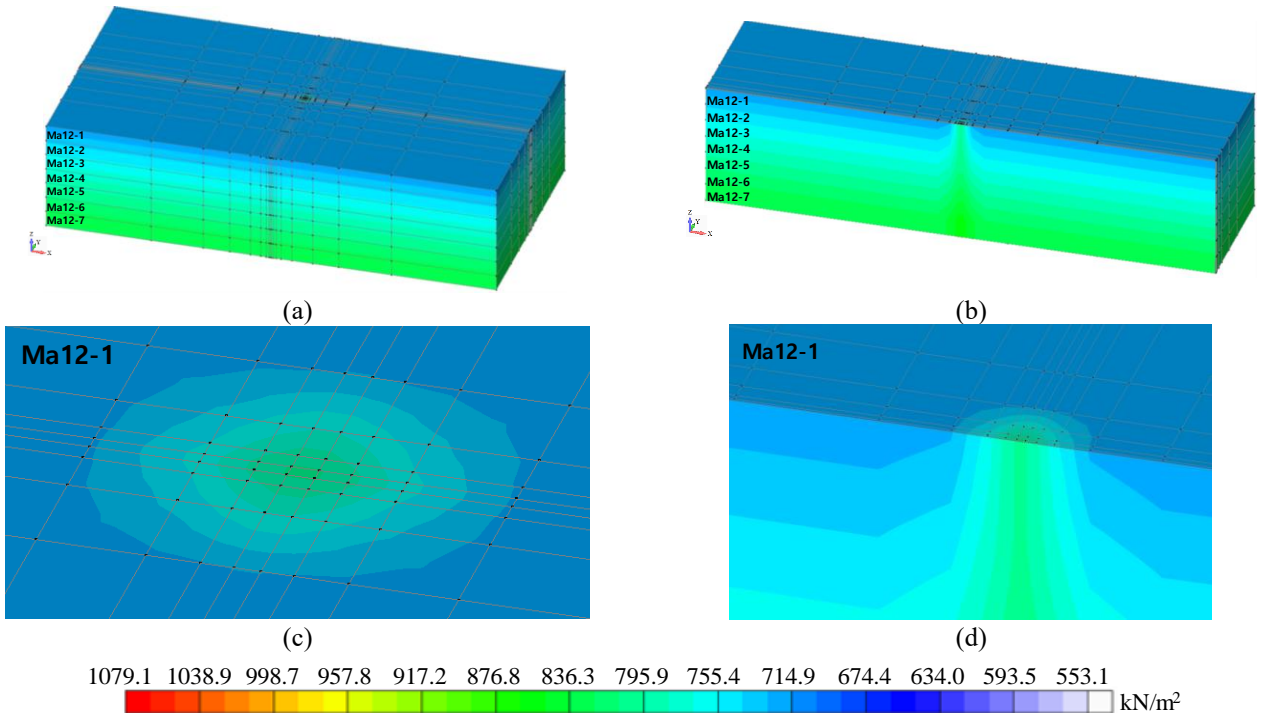 Ma12-1
Ma12-2
Ma12-3
Ma12-4
Ma12-5
Ma12-6
Ma12-7
Z
Y
X
(a)
Ma12-1
Ma12-2
Ma12-3
Ma12-4
Ma12-5
Ma12-6
Ma12-7
Z
Y
X
(b)
Ma12-1
(c)
Ma12-1
(d)
1079.1 1038.9 998.7 957.8 917.2 876.8 836.3 795.9 755.4 714.9 674.4 634.0 593.5 553.1
kN/m²